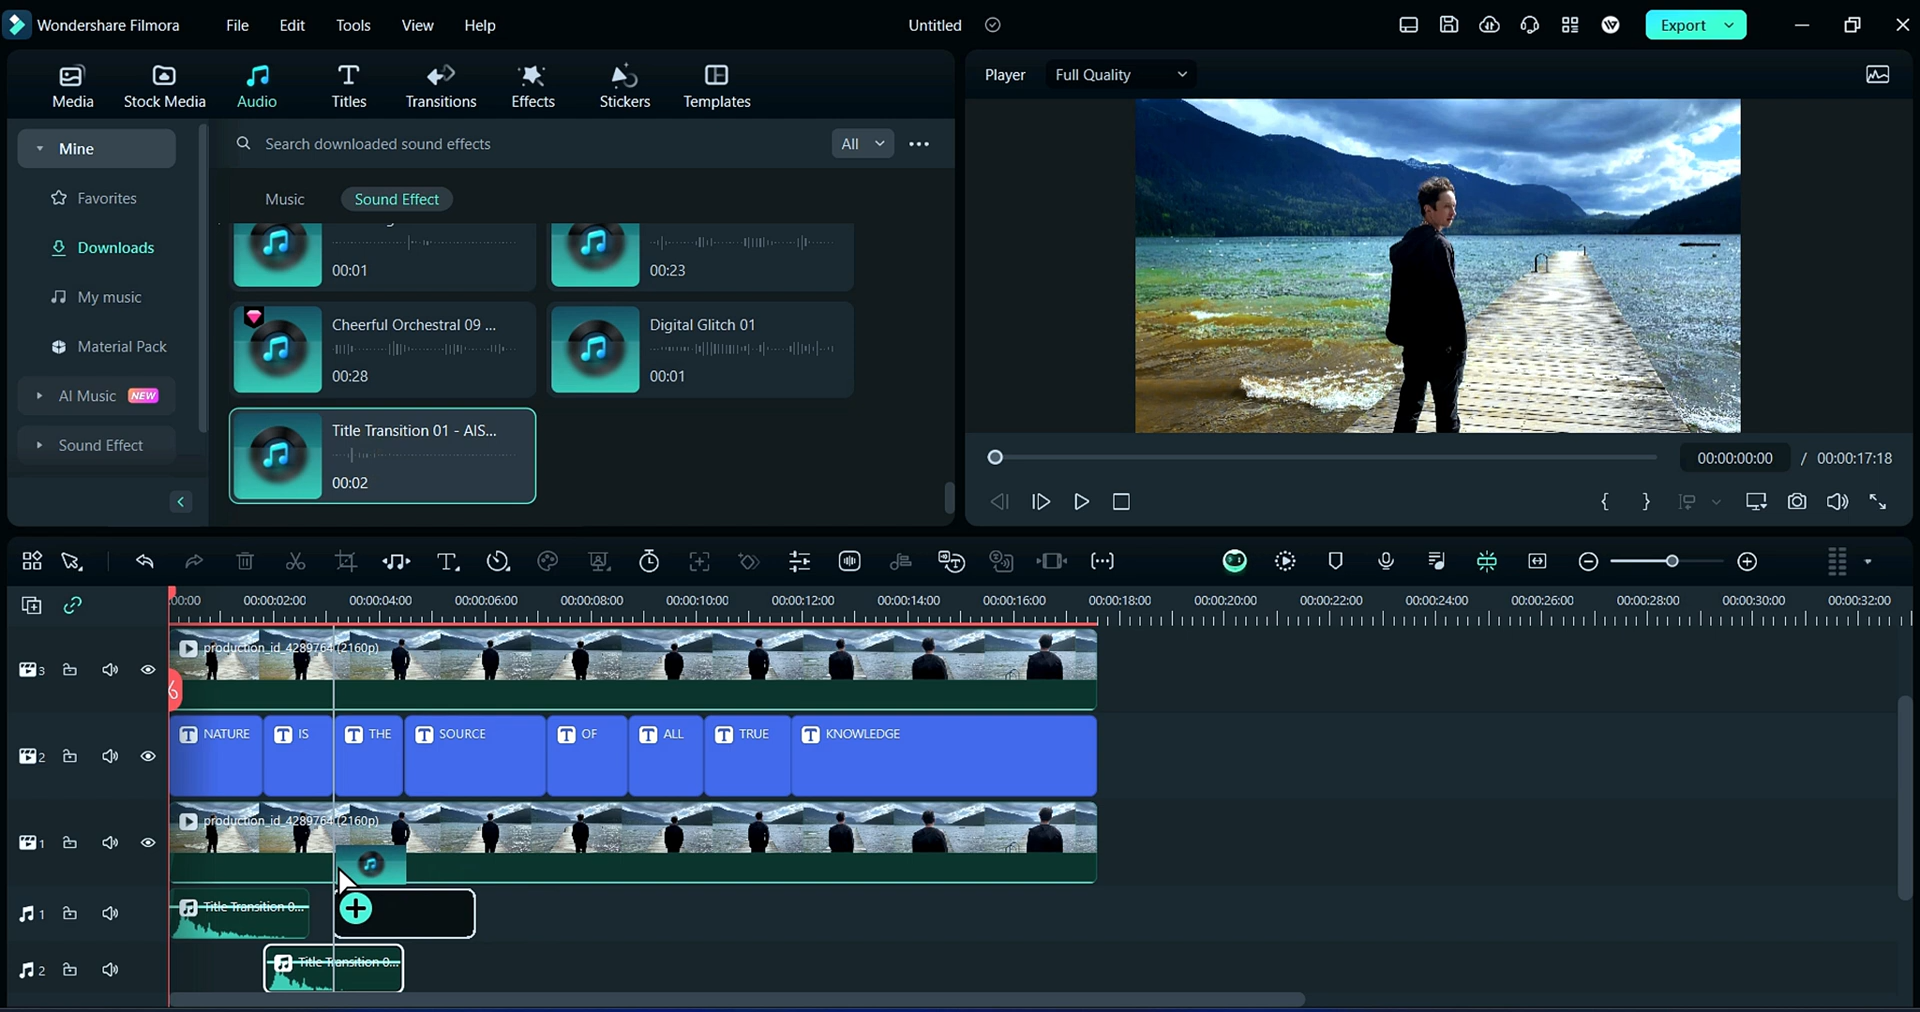 Wondershare Filmora
File
Edit
Tools
View
Help
Untitled
Export
Media
Stock Media
Audio
Titles
Transitions
Effects
Stickers
Templates
Player
Full Quality
Mine
Search downloaded sound effects
All
Favorites
Music
Sound Effect
Downloads
00:01
00:23
My music
Cheerful Orchestral 09 ...
Digital Glitch 01
Material Pack
00:28
00:01
AI Music
NEW
Title Transition 01 - AIS...
Sound Effect
00:02
00:00:00:00 / 00:00:17:18
00:00
00:00:02:00
00:00:04:00
00:00:06:00
00:00:08:00
00:00:10:00
00:00:12:00
00:00:14:00
00:00:16:00
00:00:18:00
00:00:20:00
00:00:22:00
00:00:24:00
00:00:26:00
00:00:28:00
00:00:30:00
00:00:32:00
3
production_id_4289764 (2160p)
2
NATURE
IS
THE
SOURCE
OF
ALL
TRUE
KNOWLEDGE
1
production_id_4289764 (2160p)
1
Title Transition 0...
2
Title Transition 0...